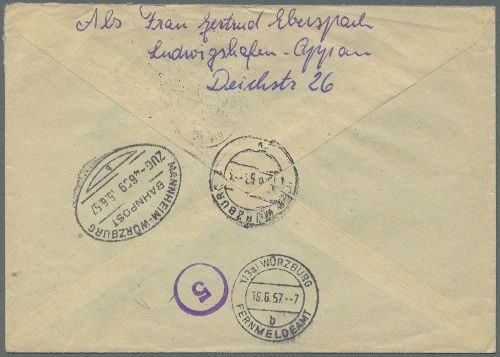 Abs Frau Gertrud Eberspach
Ludwigshafen-Oppau
Deichstr 26
MANNHEIM-WÜRZBURG
BAHNPOST
ZUG
5.6.57
WÜRZBURG
5
(13a) WÜRZBURG
16.6.57.-7
b
FERNMELDEAMT